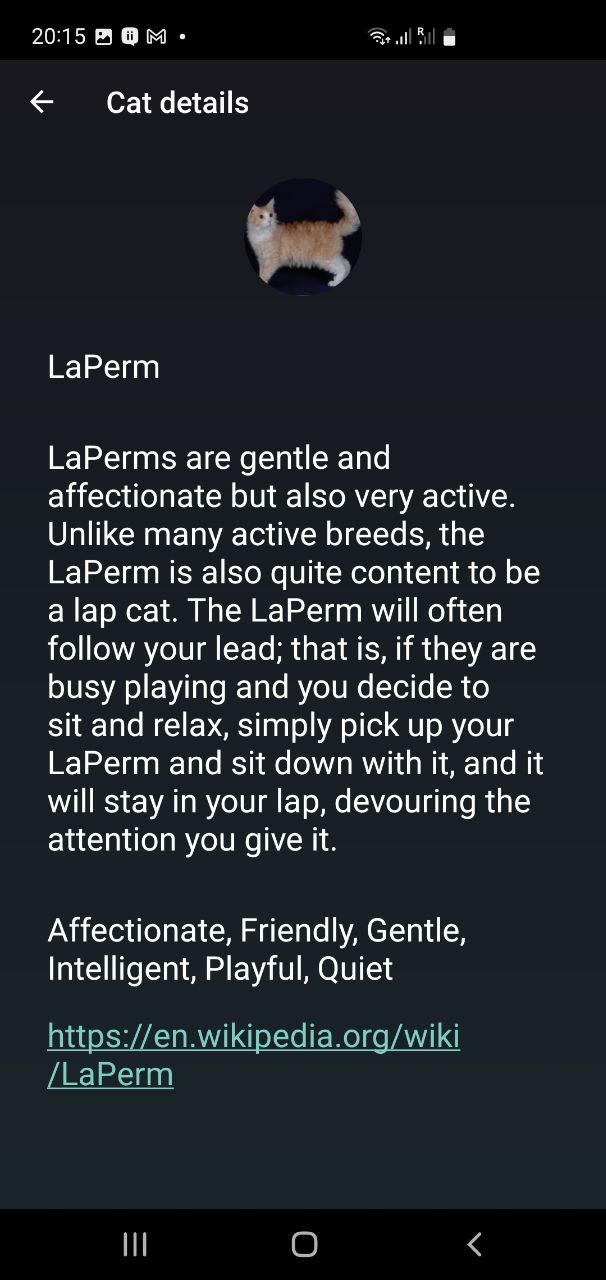 20:15
R
Cat details
LaPerm
LaPerms are gentle and
affectionate but also very active.
Unlike many active breeds, the
LaPerm is also quite content to be
a lap cat. The LaPerm will often
follow your lead; that is, if they are
busy playing and you decide to
sit and relax, simply pick up your
LaPerm and sit down with it, and it
will stay in your lap, devouring the
attention you give it.
Affectionate, Friendly, Gentle,
Intelligent, Playful, Quiet
https://en.wikipedia.org/wiki
/LaPerm